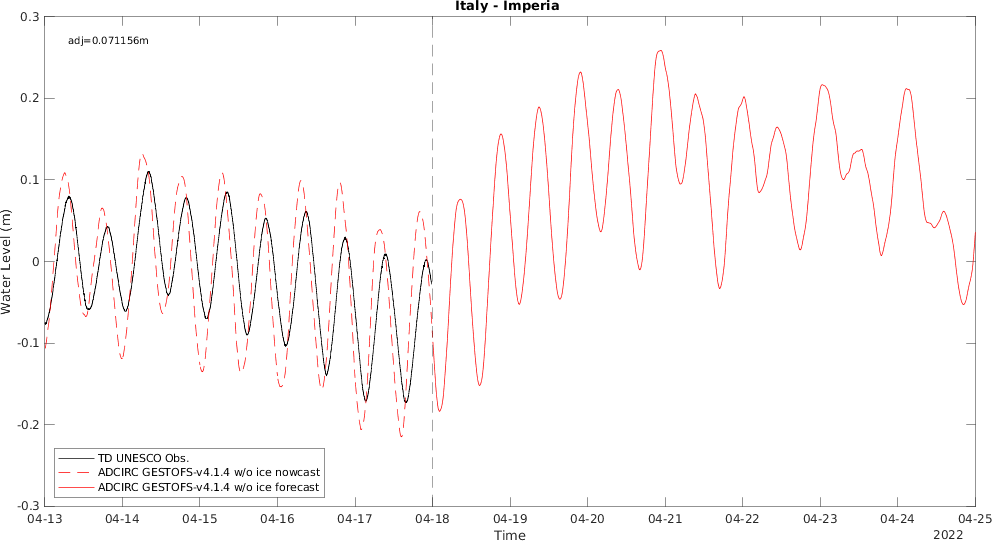 Italy - Imperia
adj=0.071156m
Water Level (m)
0.3
0.2
0.1
0
-0.1
-0.2
-0.3
TD UNESCO Obs.
ADCIRC GESTOFS-v4.1.4 w/o ice nowcast
ADCIRC GESTOFS-v4.1.4 w/o ice forecast
04-13 04-14 04-15 04-16 04-17 04-18 04-19 04-20 04-21 04-22 04-23 04-24 04-25
Time
2022